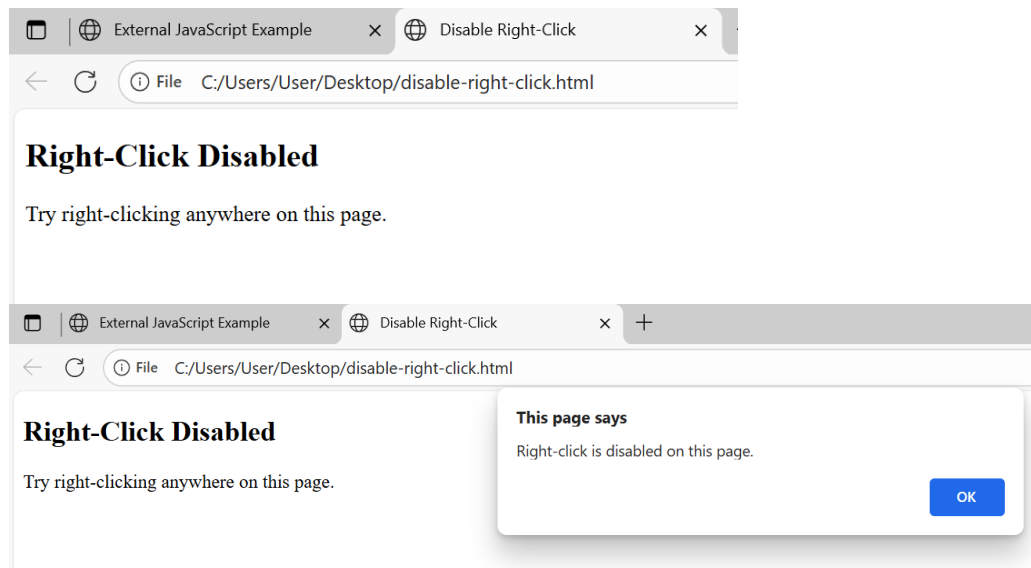 External JavaScript Example Disable Right-Click
File C:/Users/User/Desktop/disable-right-click.html
Right-Click Disabled
Try right-clicking anywhere on this page.
External JavaScript Example Disable Right-Click
File C:/Users/User/Desktop/disable-right-click.html
Right-Click Disabled
Try right-clicking anywhere on this page.
This page says
Right-click is disabled on this page.
OK